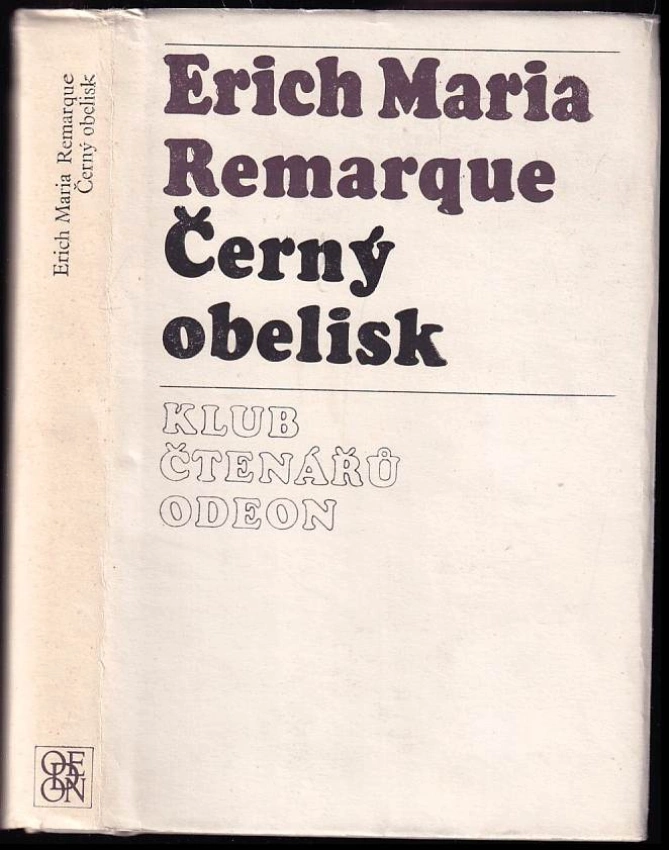 Erich Maria
Remarque
Černý
obelisk
KLUB
ČTENÁŘŮ
ODEON
Erich Maria Remarque
Černý obelisk
ODEON